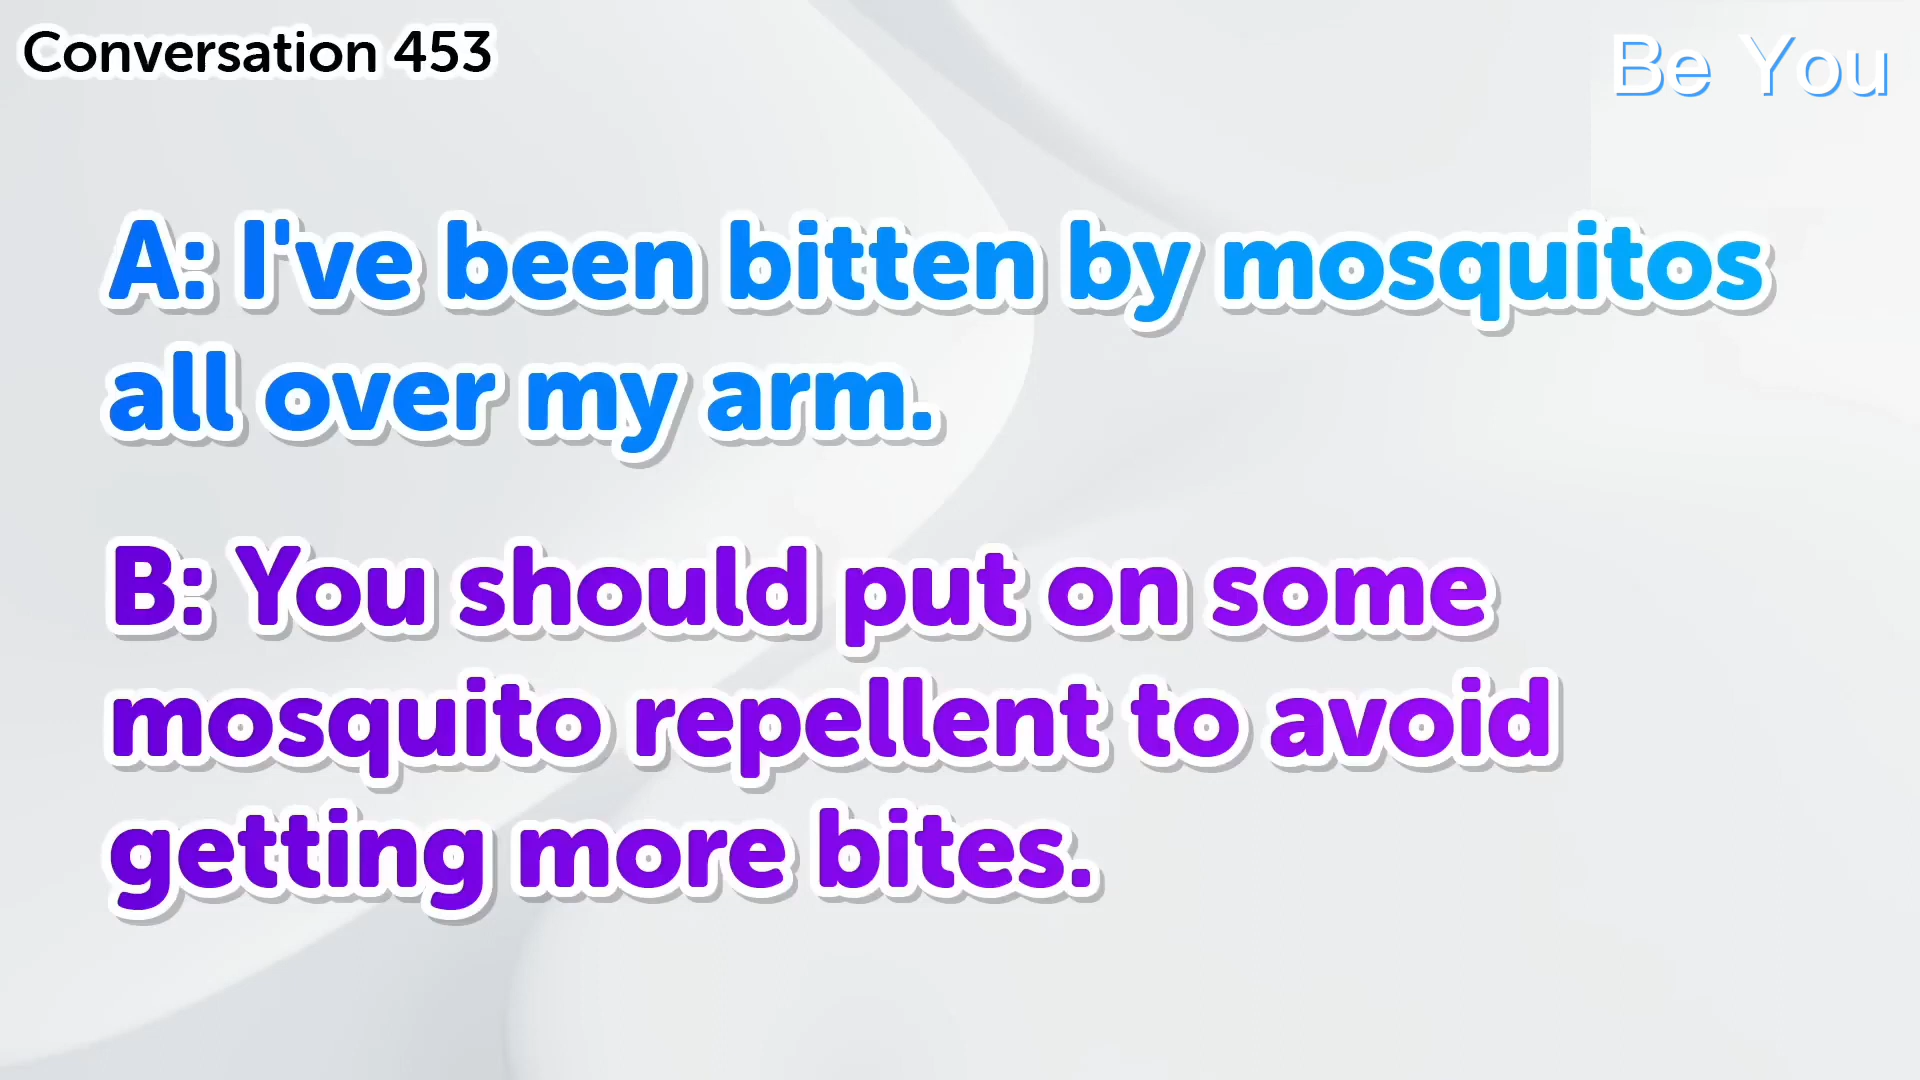 Conversation 453
Be You
A: I've been bitten by mosquitos
all over my arm.
B: You should put on some
mosquito repellent to avoid
getting more bites.